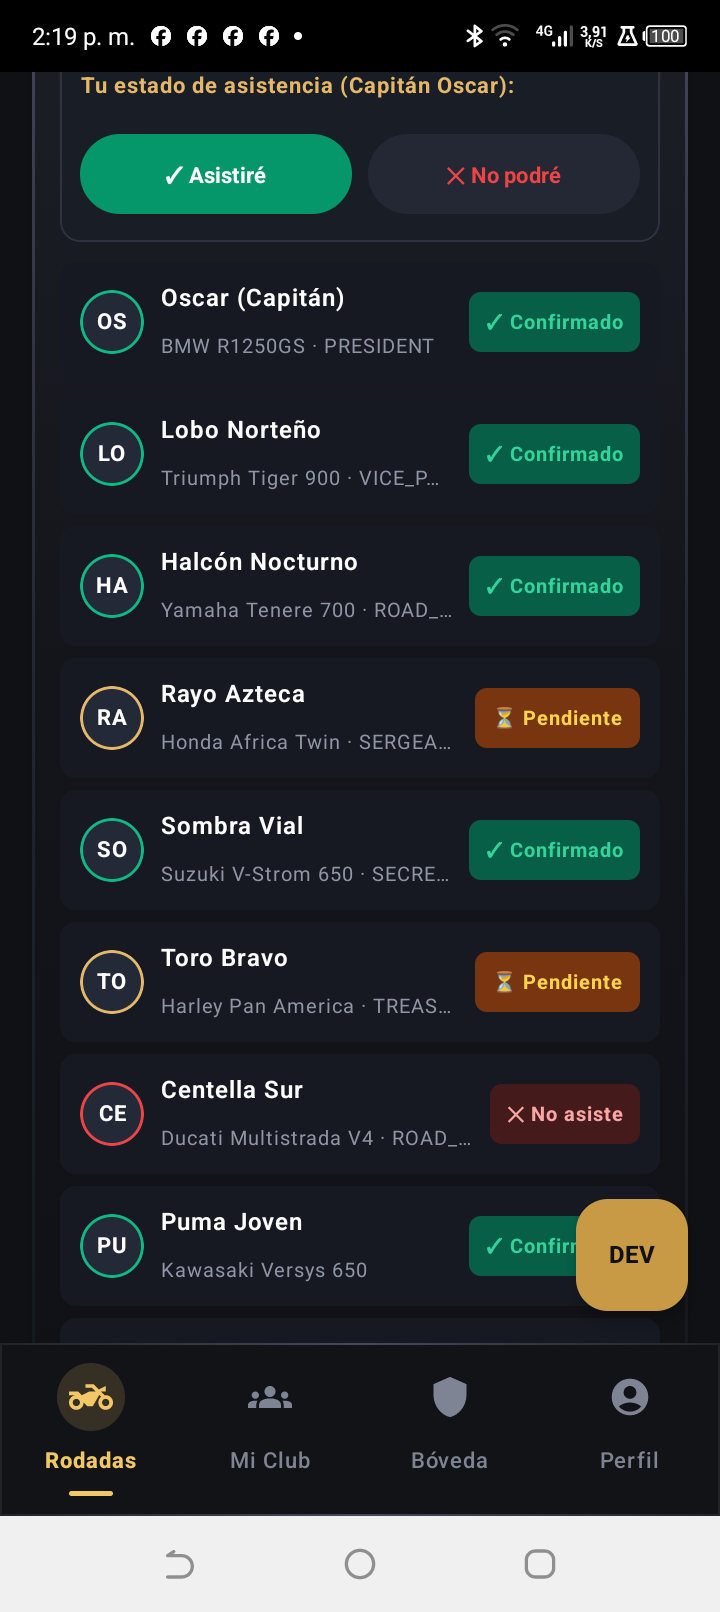 2:19 p. m.
4G 3,91 K/S 100
Tu estado de asistencia (Capitán Oscar):
✓ Asistiré
✕ No podré
OS
Oscar (Capitán)
BMW R1250GS · PRESIDENT
✓ Confirmado
LO
Lobo Norteño
Triumph Tiger 900 · VICE_P…
✓ Confirmado
HA
Halcón Nocturno
Yamaha Tenere 700 · ROAD_…
✓ Confirmado
RA
Rayo Azteca
Honda Africa Twin · SERGEA…
⏳ Pendiente
SO
Sombra Vial
Suzuki V-Strom 650 · SECRE…
✓ Confirmado
TO
Toro Bravo
Harley Pan America · TREAS…
⏳ Pendiente
CE
Centella Sur
Ducati Multistrada V4 · ROAD_…
✕ No asiste
PU
Puma Joven
Kawasaki Versys 650
✓ Confirm
DEV
Rodadas
Mi Club
Bóveda
Perfil